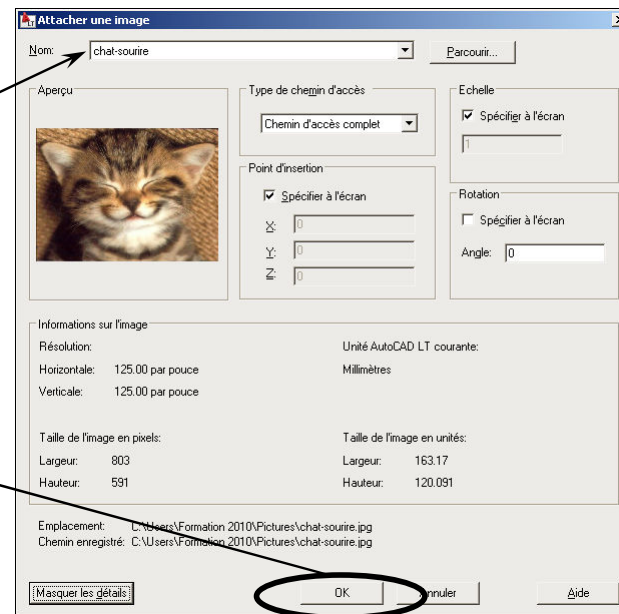 Attacher une image
Nom: chat-sourire Parcourir...
Aperçu
Type de chemin d'accès
Chemin d'accès complet
Echelle
Spécifier à l'écran
1
Point d'insertion
Spécifier à l'écran
X: 0
Y: 0
Z: 0
Rotation
Spécifier à l'écran
Angle: 0
Informations sur l'image
Résolution: Unité AutoCAD LT courante:
Horizontale: 125.00 par pouce Millimètres
Verticale: 125.00 par pouce
Taille de l'image en pixels: Taille de l'image en unités:
Largeur: 803 Largeur: 163.17
Hauteur: 591 Hauteur: 120.091
Emplacement: C:\Users\Formation 2010\Pictures\chat-sourire.jpg
Chemin enregistré: C:\Users\Formation 2010\Pictures\chat-sourire.jpg
Masquer les détails OK Annuler Aide